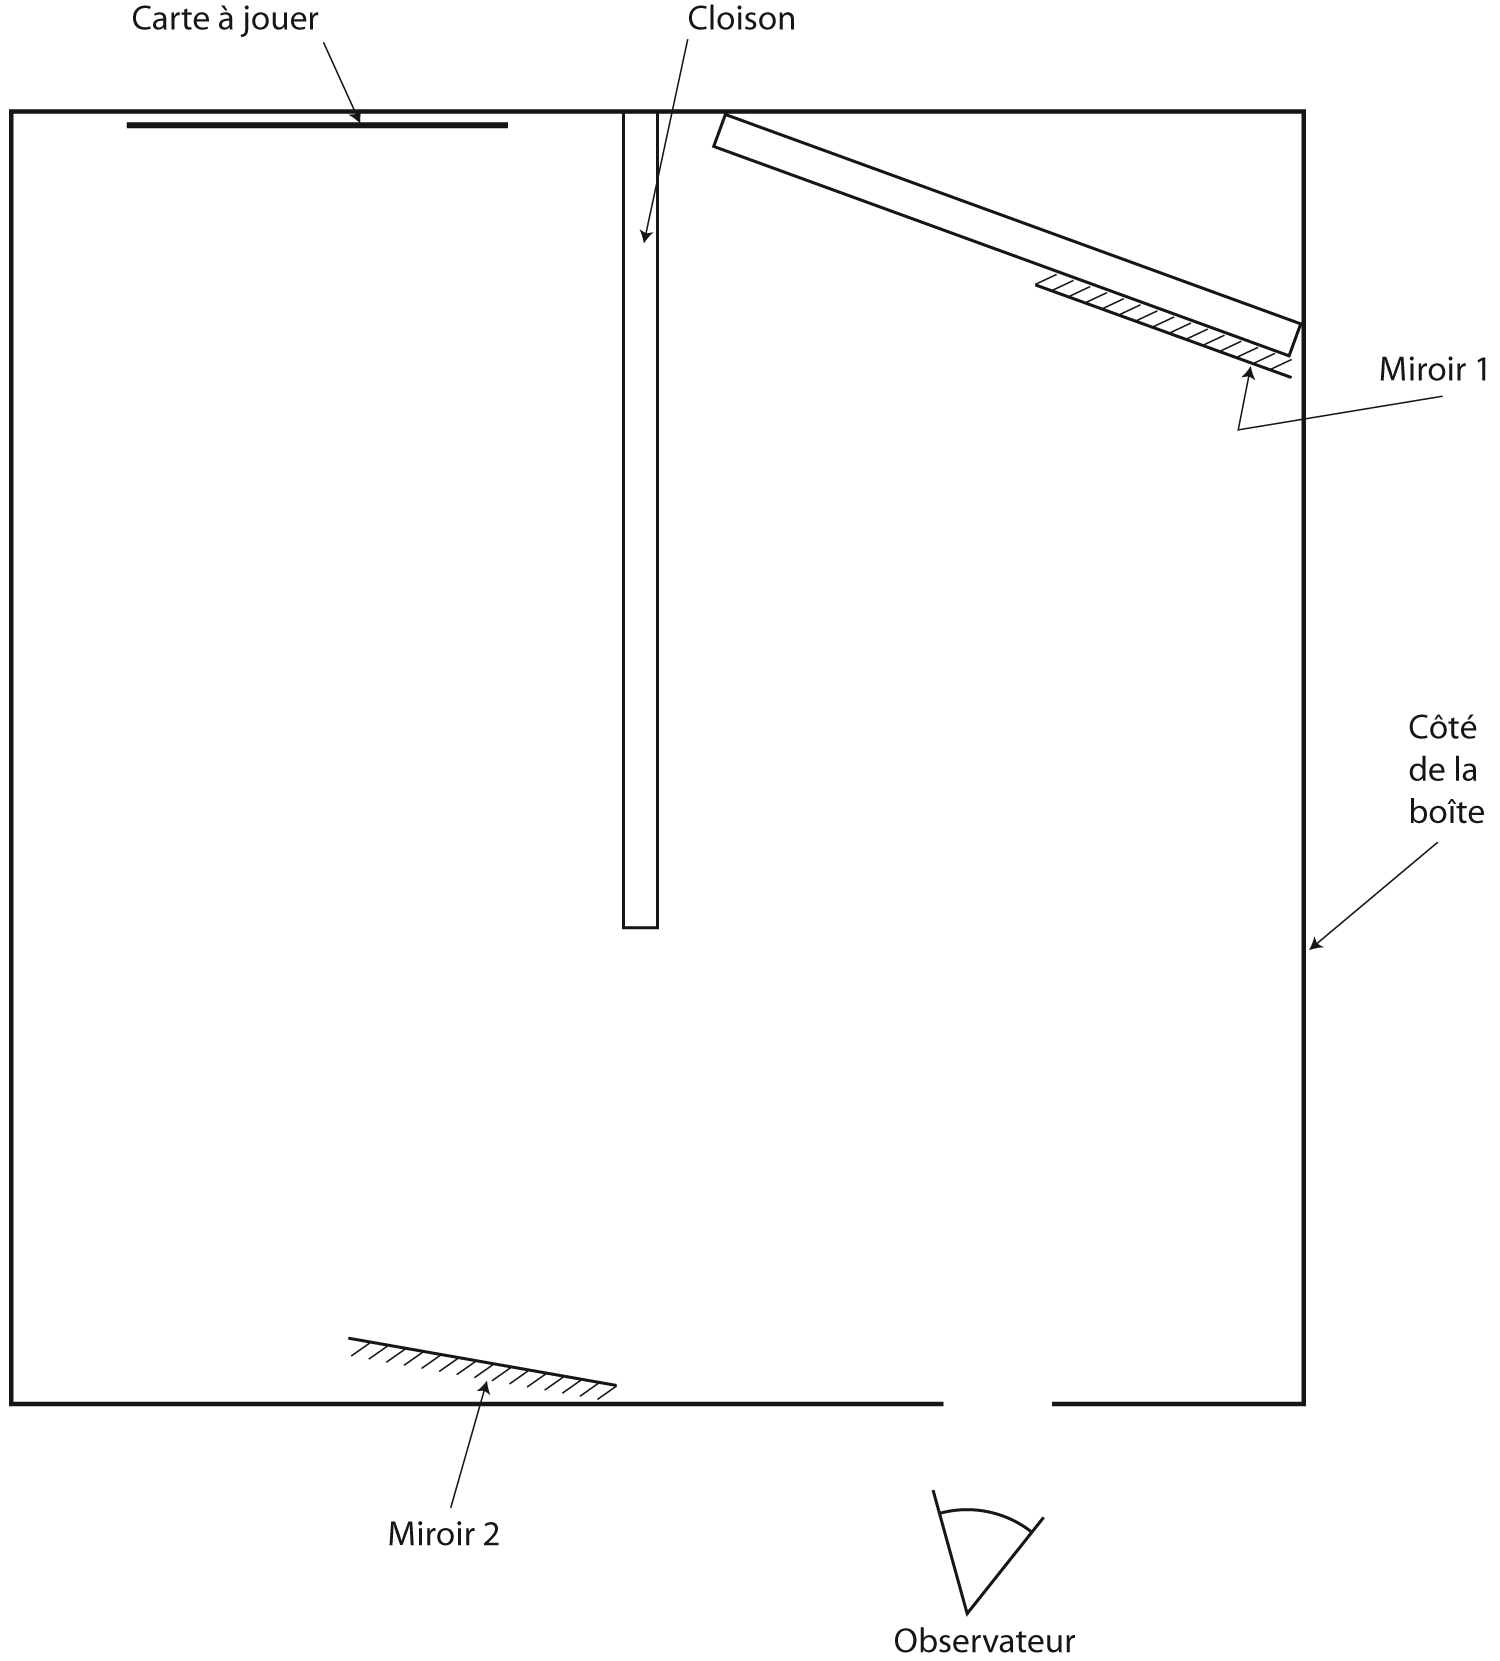 Carte à jouer
Cloison
Miroir 1
Côté
de la
boîte
Miroir 2
Observateur